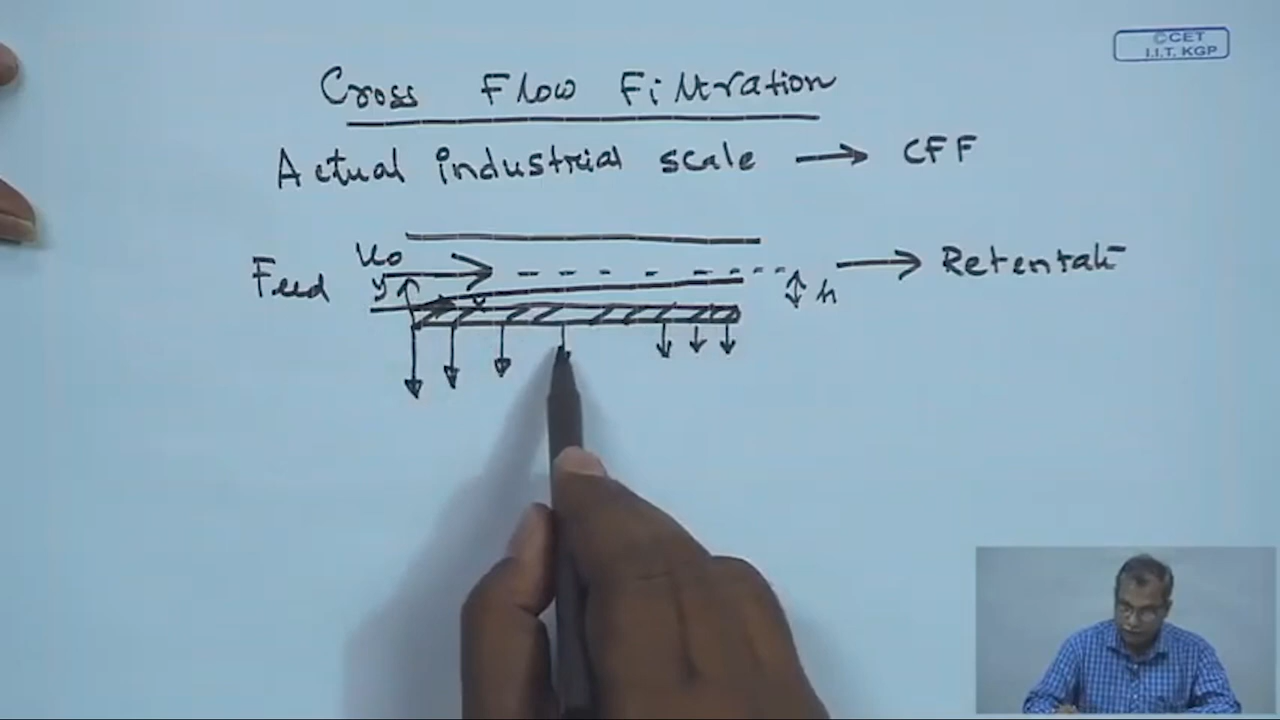 ©CET
I.I.T. KGP
Cross Flow Filtration
Actual industrial scale → CFF
Feed u₀ → Retentate
y x h